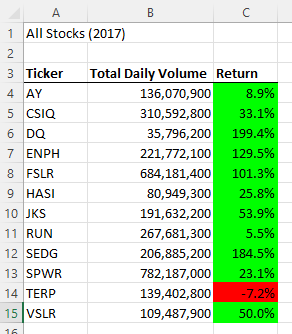 A B C
1 All Stocks (2017)
2
3 Ticker Total Daily Volume Return
4 AY 136,070,900 8.9%
5 CSIQ 310,592,800 33.1%
6 DQ 35,796,200 199.4%
7 ENPH 221,772,100 129.5%
8 FSLR 684,181,400 101.3%
9 HASI 80,949,300 25.8%
10 JKS 191,632,200 53.9%
11 RUN 267,681,300 5.5%
12 SEDG 206,885,200 184.5%
13 SPWR 782,187,000 23.1%
14 TERP 139,402,800 -7.2%
15 VSLR 109,487,900 50.0%